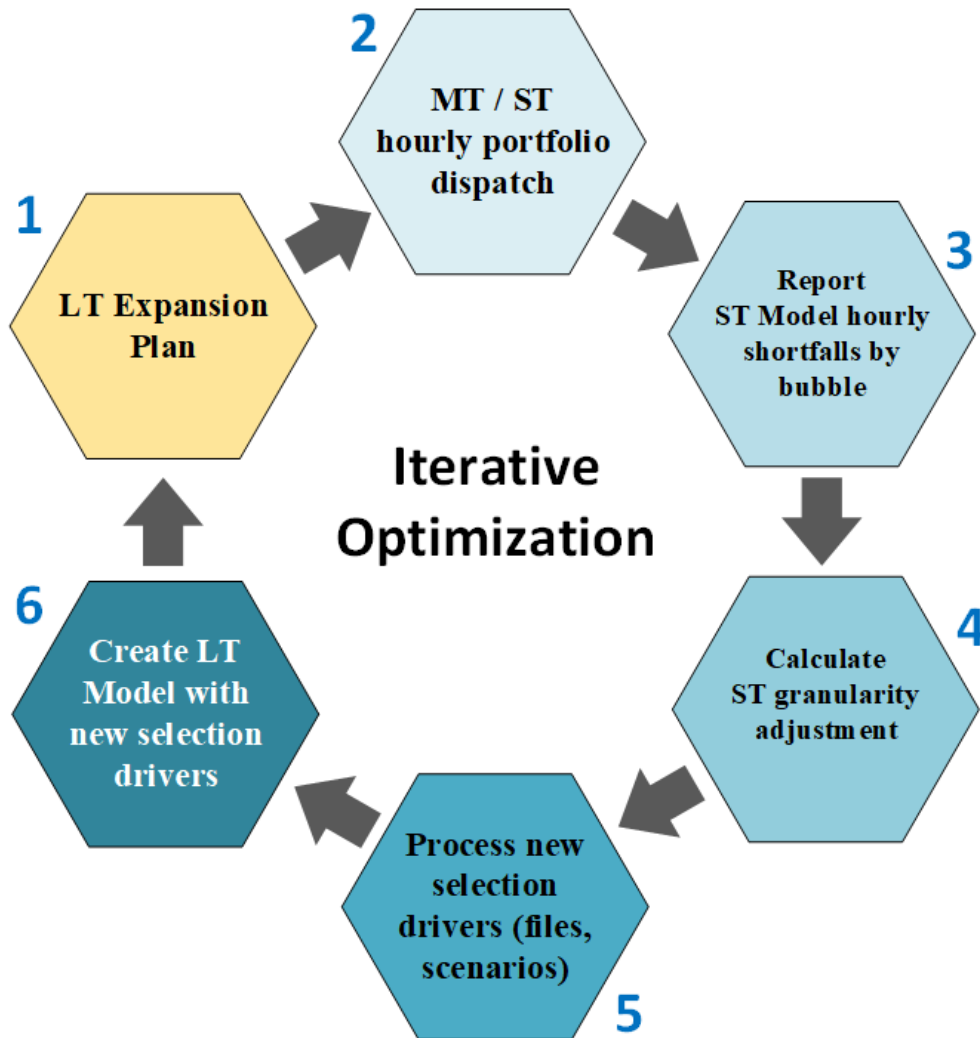 1
LT Expansion
Plan
2
MT / ST
hourly portfolio
dispatch
3
Report
ST Model hourly
shortfalls by
bubble
Iterative
Optimization
4
Calculate
ST granularity
adjustment
5
Process new
selection
drivers (files,
scenarios)
6
Create LT
Model with
new selection
drivers